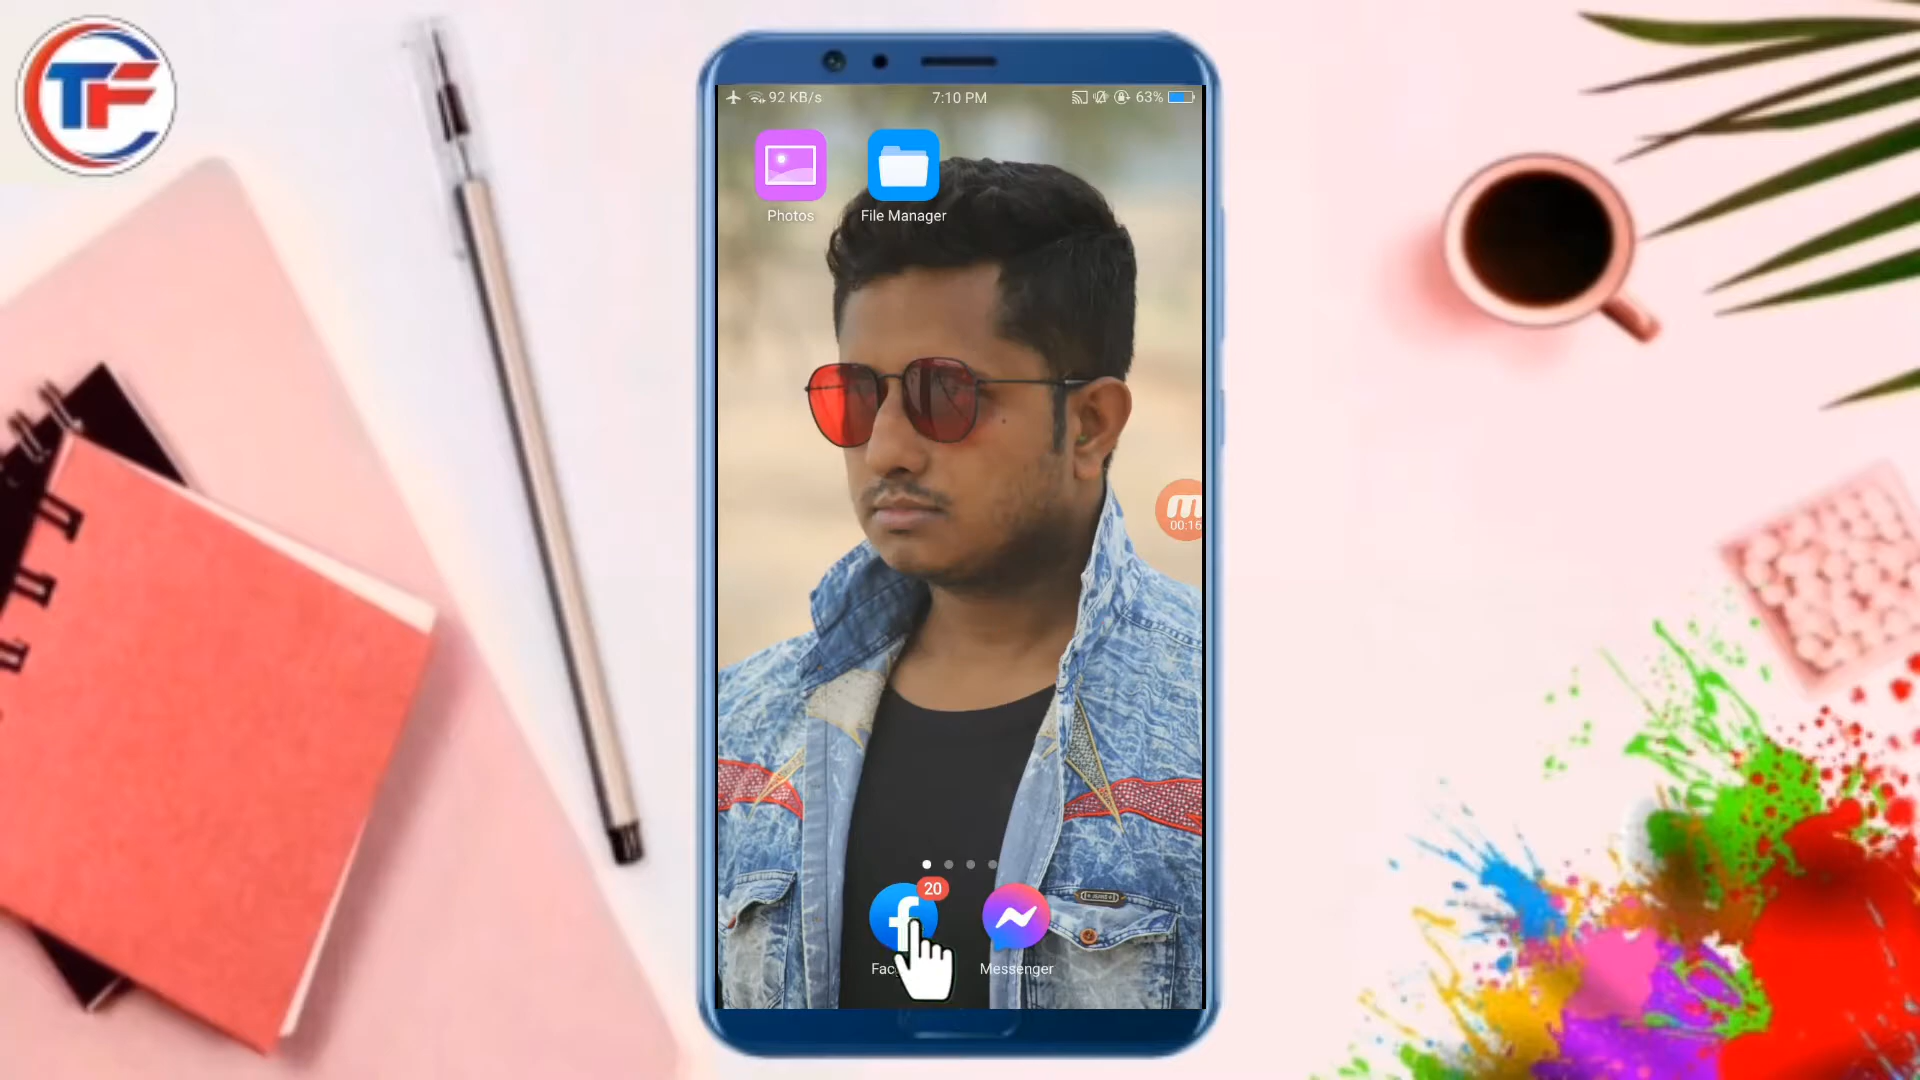 TF
92 KB/s
7:10 PM
63%
Photos
File Manager
00:16
20
Messenger